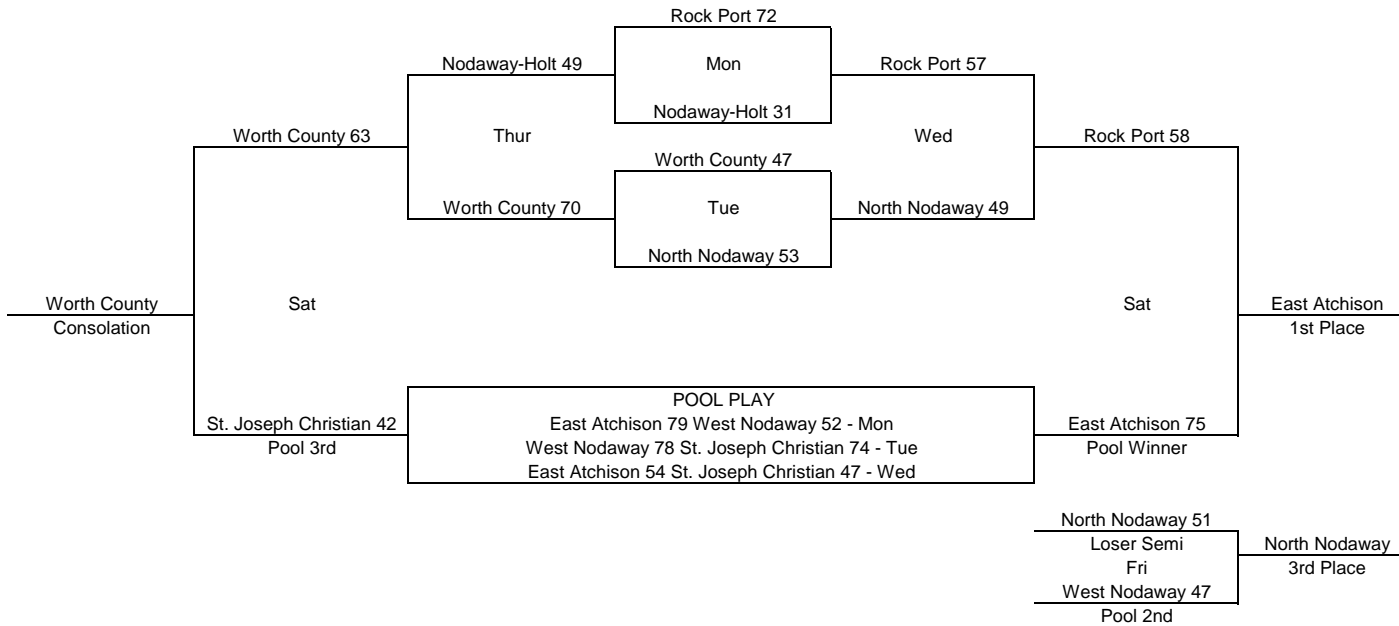 Rock Port 72
Nodaway-Holt 49 Mon Rock Port 57
Nodaway-Holt 31
Worth County 63 Thur Wed Rock Port 58
Worth County 47
Worth County 70 Tue North Nodaway 49
North Nodaway 53
Worth County Sat Sat East Atchison
Consolation 1st Place
POOL PLAY
St. Joseph Christian 42 East Atchison 79 West Nodaway 52 - Mon East Atchison 75
Pool 3rd West Nodaway 78 St. Joseph Christian 74 - Tue Pool Winner
East Atchison 54 St. Joseph Christian 47 - Wed
North Nodaway 51
Loser Semi North Nodaway
Fri 3rd Place
West Nodaway 47
Pool 2nd